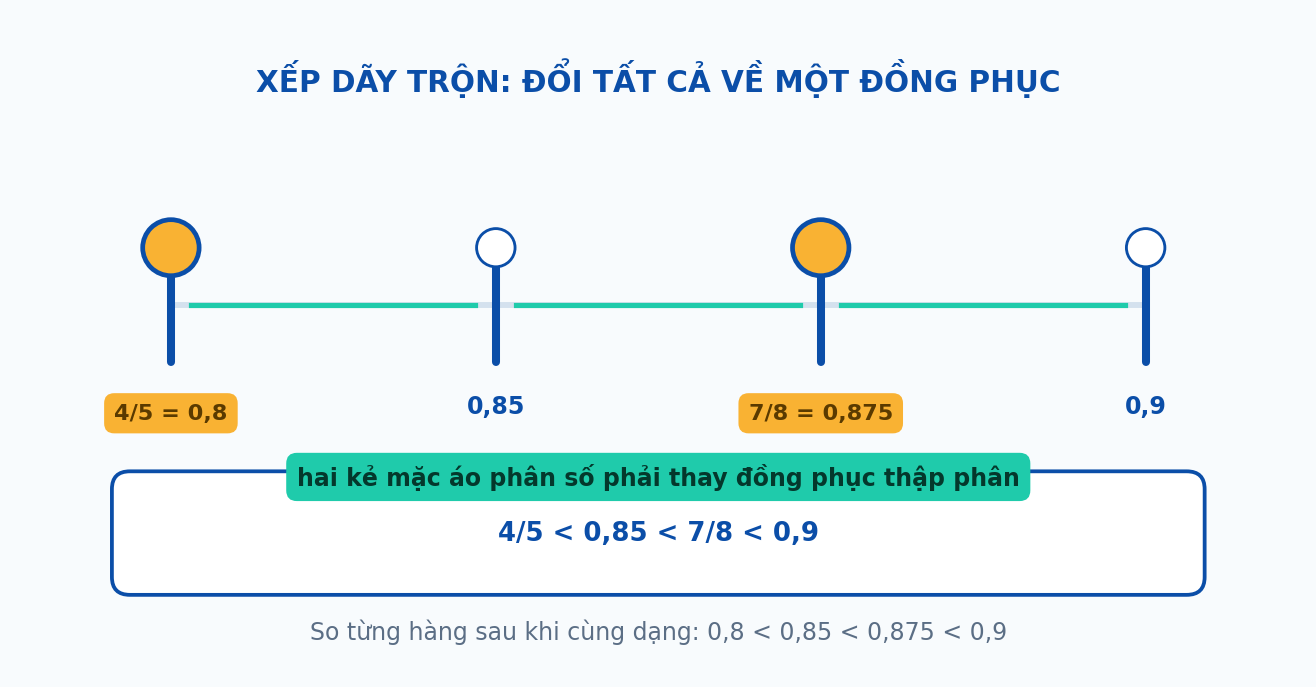 XẾP DÃY TRỘN: ĐỔI TẤT CẢ VỀ MỘT ĐỒNG PHỤC
4/5 = 0,8
0,85
7/8 = 0,875
0,9
hai kẻ mặc áo phân số phải thay đồng phục thập phân
4/5 < 0,85 < 7/8 < 0,9
So từng hàng sau khi cùng dạng: 0,8 < 0,85 < 0,875 < 0,9